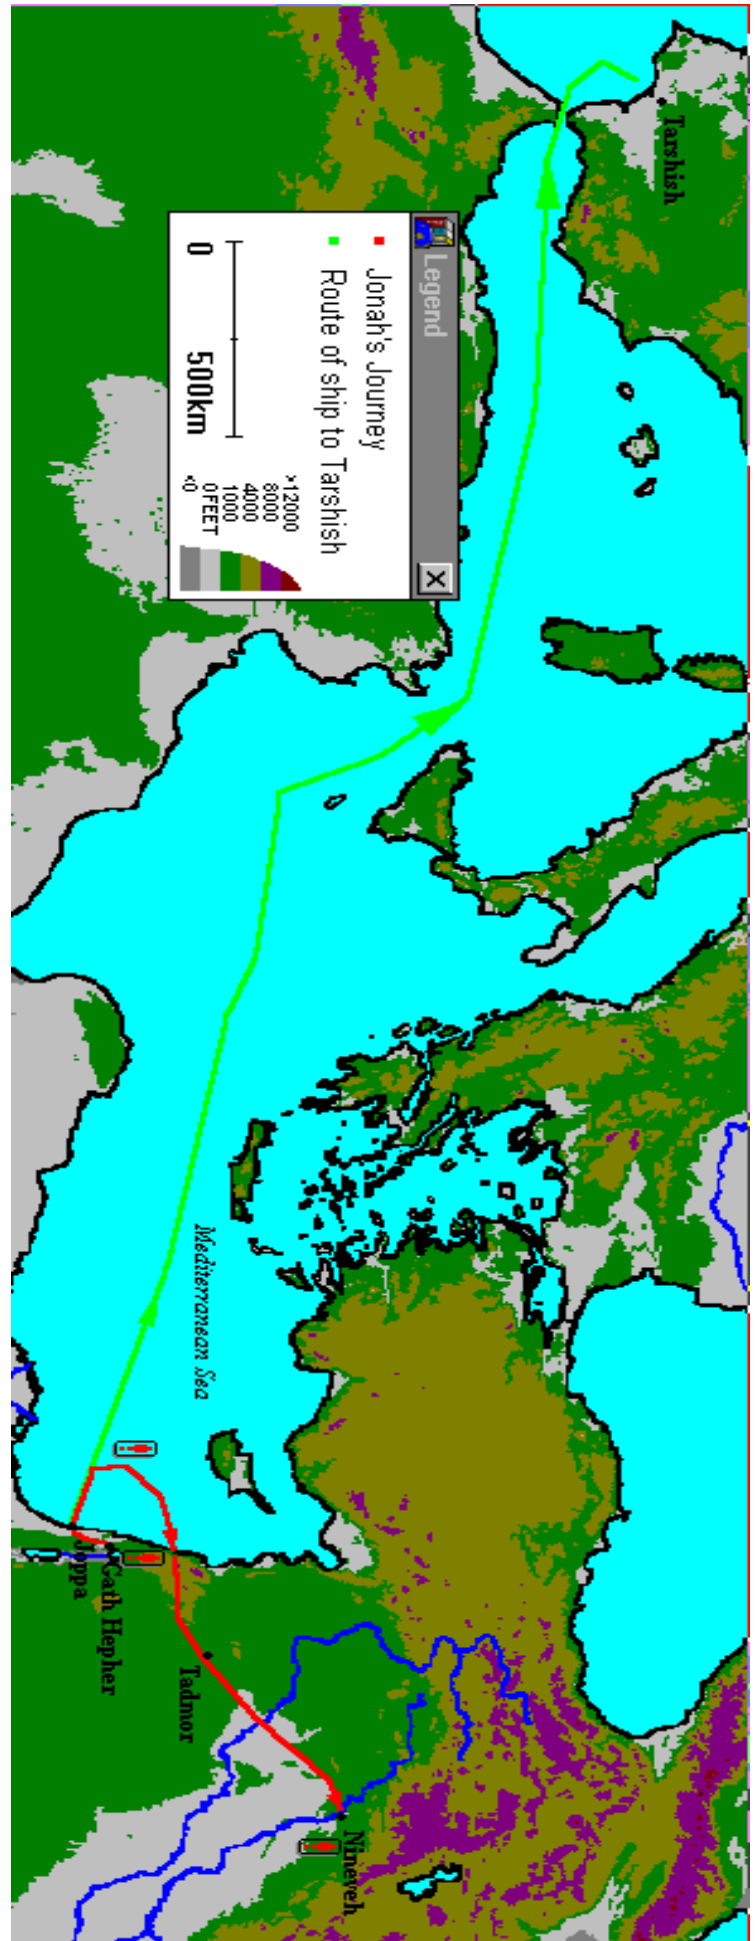 Tarshish
Legend
X
Jonah's Journey
Route of ship to Tarshish
0
500km
>12000
8000
4000
1000
0FEET
<0
Mediterranean Sea
Gath Hepher
Joppa
Tadmor
Nineveh